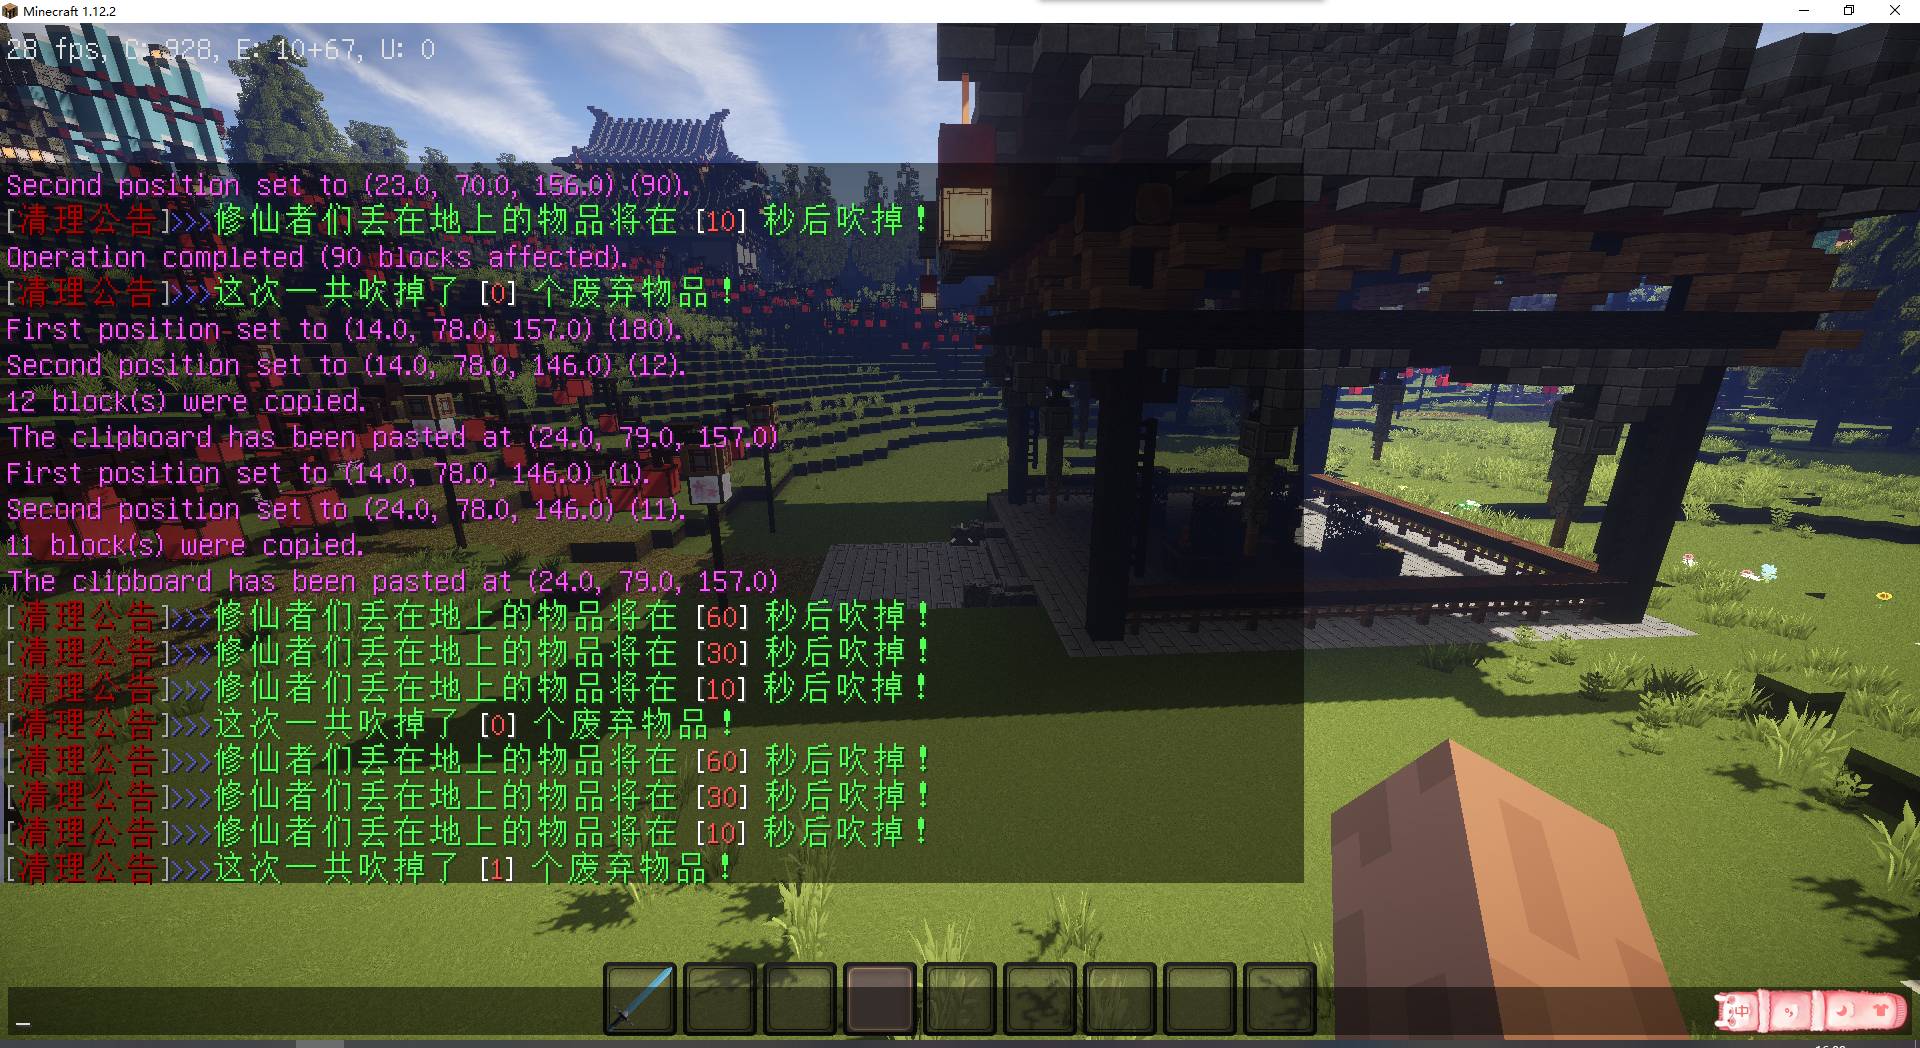 Minecraft 1.12.2
28 fps, C: 928, E: 10+67, U: 0
Second position set to (23.0, 70.0, 156.0) (90).
[清理公告]>>>修仙者们丢在地上的物品将在 [10] 秒后吹掉！
Operation completed (90 blocks affected).
[清理公告]>>>这次一共吹掉了 [0] 个废弃物品！
First position set to (14.0, 78.0, 157.0) (180).
Second position set to (14.0, 78.0, 146.0) (12).
12 block(s) were copied.
The clipboard has been pasted at (24.0, 79.0, 157.0)
First position set to (14.0, 78.0, 146.0) (1).
Second position set to (24.0, 78.0, 146.0) (11).
11 block(s) were copied.
The clipboard has been pasted at (24.0, 79.0, 157.0)
[清理公告]>>>修仙者们丢在地上的物品将在 [60] 秒后吹掉！
[清理公告]>>>修仙者们丢在地上的物品将在 [30] 秒后吹掉！
[清理公告]>>>修仙者们丢在地上的物品将在 [10] 秒后吹掉！
[清理公告]>>>这次一共吹掉了 [0] 个废弃物品！
[清理公告]>>>修仙者们丢在地上的物品将在 [60] 秒后吹掉！
[清理公告]>>>修仙者们丢在地上的物品将在 [30] 秒后吹掉！
[清理公告]>>>修仙者们丢在地上的物品将在 [10] 秒后吹掉！
[清理公告]>>>这次一共吹掉了 [1] 个废弃物品！
_
中